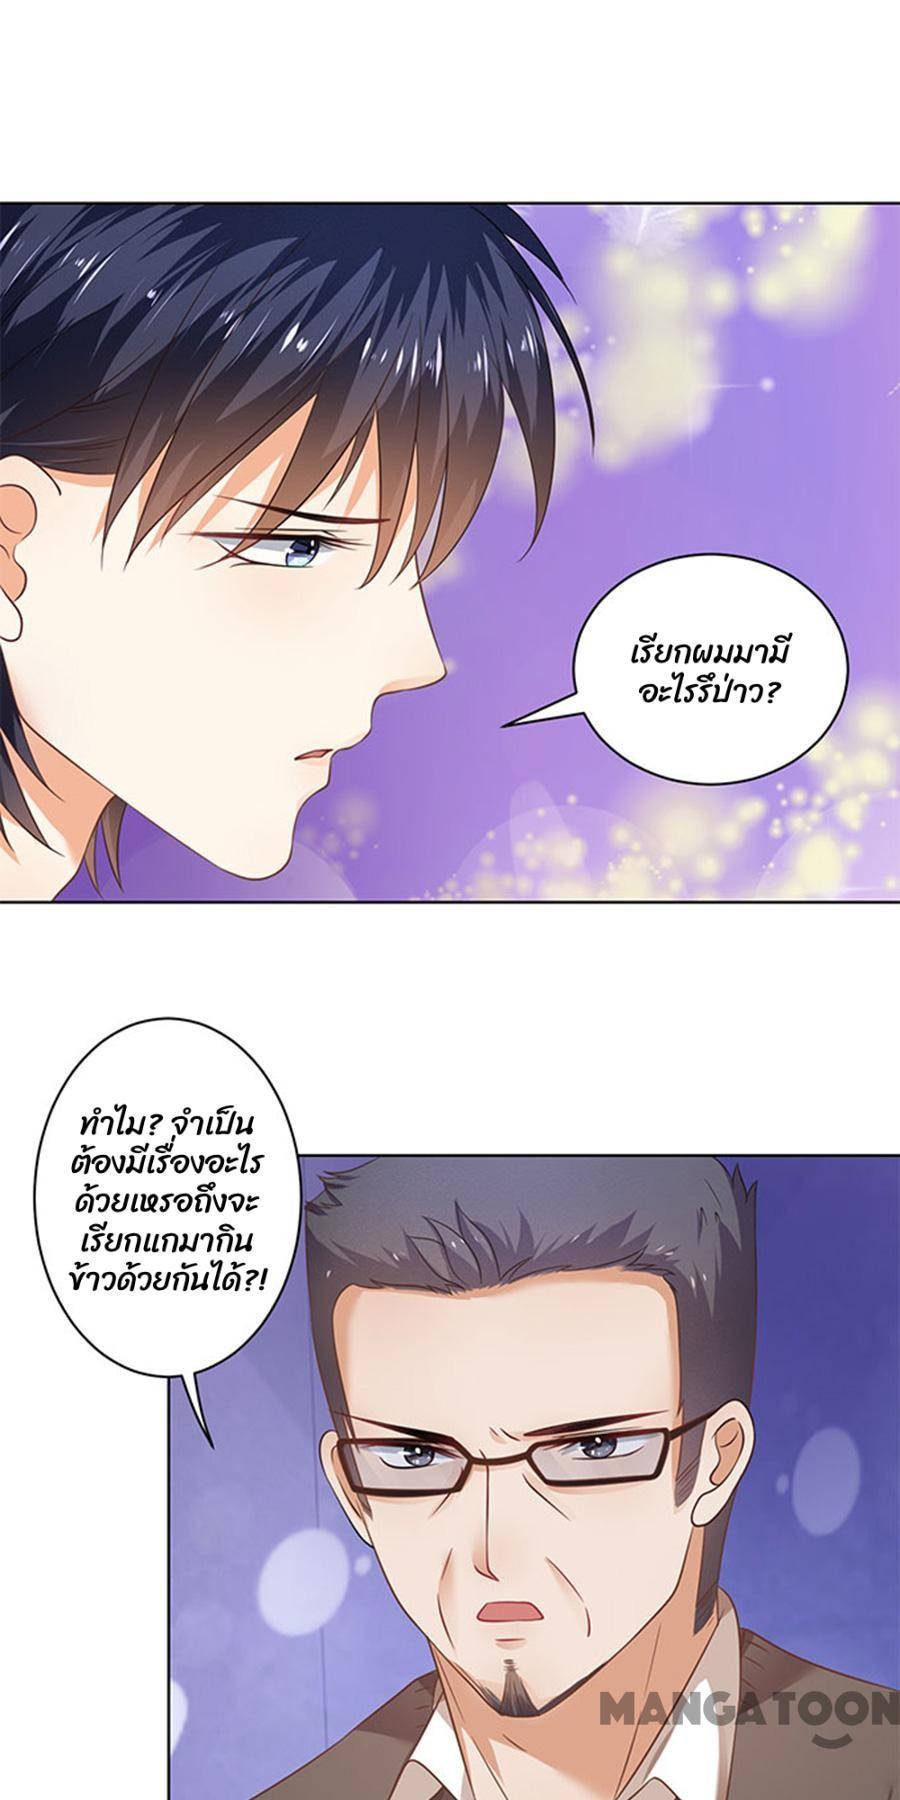 เรียกผมมามี
อะไรรึป่าว?
ทำไม? จำเป็น
ต้องมีเรื่องอะไร
ด้วยเหรอถึงจะ
เรียกแกมากิน
ข้าวด้วยกันได้?!
MANGATOON